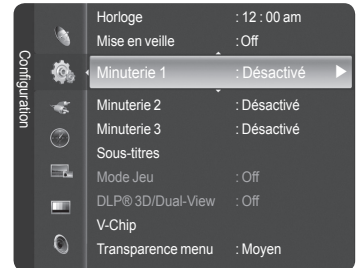 Configuration
Horloge : 12 : 00 am
Mise en veille :Off
Minuterie 1 : Désactivé
Minuterie 2 : Désactivé
Minuterie 3 : Désactivé
Sous-titres
Mode Jeu : Off
DLP® 3D/Dual-View : Off
V-Chip
Transparence menu : Moyen